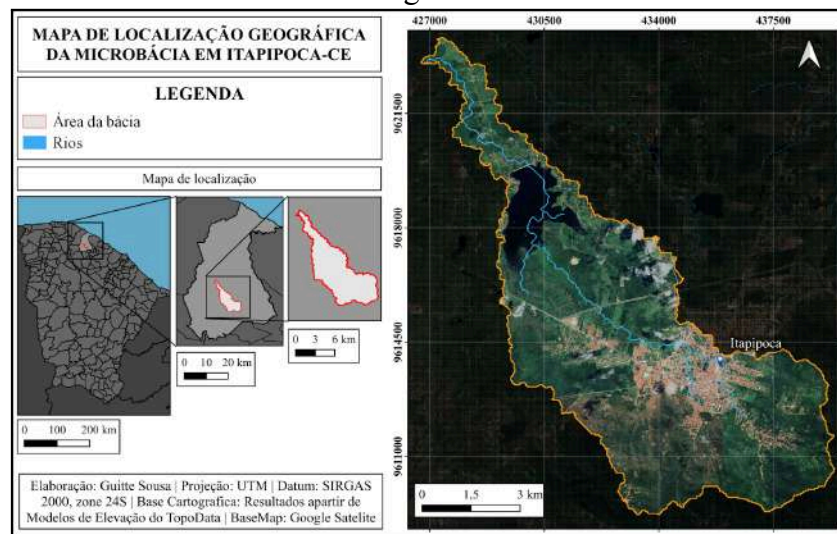 MAPA DE LOCALIZAÇÃO GEOGRÁFICA
DA MICROBÁCIA EM ITAPIPOCA-CE
LEGENDA
Área da bácia
Rios
Mapa de localização
0 100 200 km
0 10 20 km
0 3 6 km
Elaboração: Guitte Sousa | Projeção: UTM | Datum: SIRGAS
2000, zone 24S | Base Cartografica: Resultados apartir de
Modelos de Elevação do TopoData | BaseMap: Google Satelite
427000 430500 434000 437500
9621500
9618000
9614500
9611000
Itapipoca
0 1,5 3 km